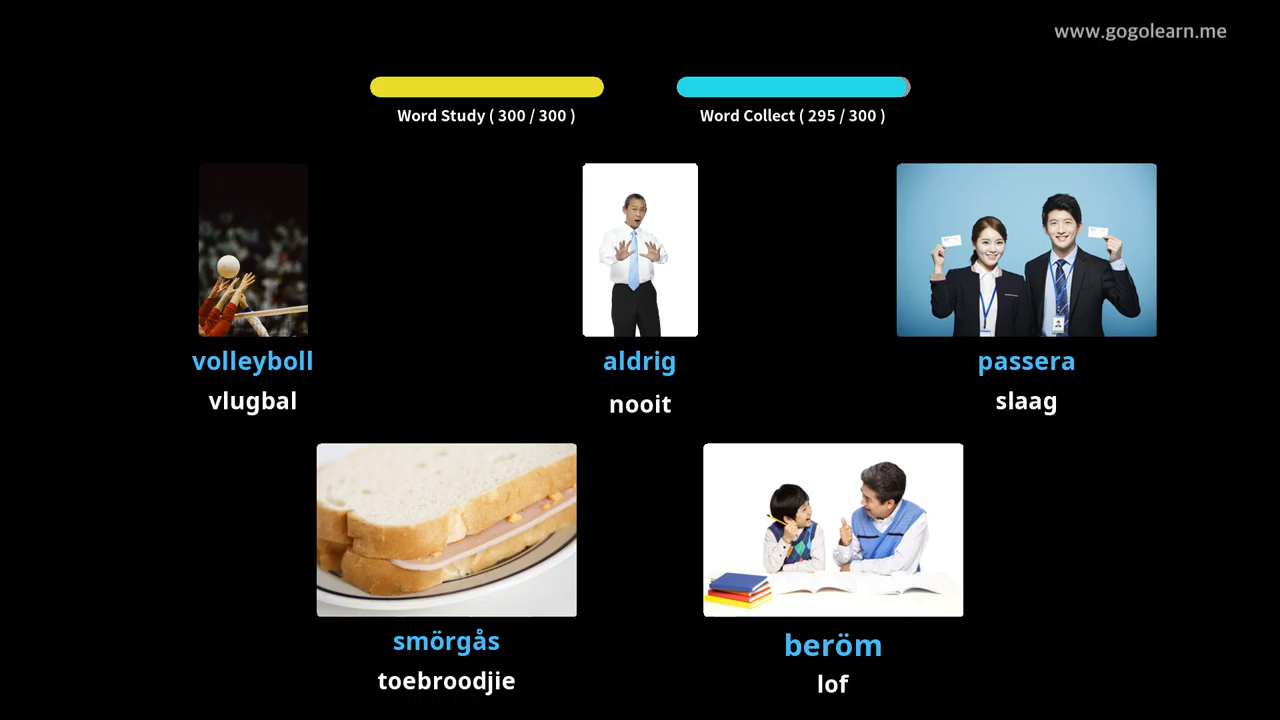 www.gogolearn.me
Word Study ( 300 / 300 )
Word Collect ( 295 / 300 )
volleyboll
vlugbal
aldrig
nooit
passera
slaag
smörgås
toebroodjie
beröm
lof